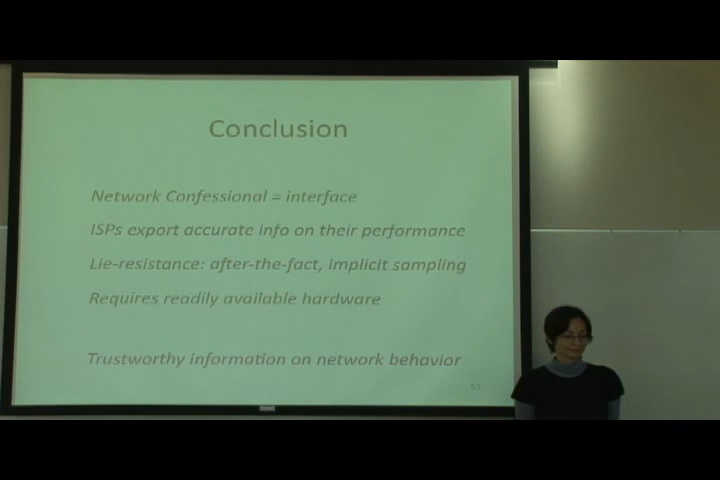 Conclusion
Network Confessional = interface
ISPs export accurate info on their performance
Lie-resistance: after-the-fact, implicit sampling
Requires readily available hardware
Trustworthy information on network behavior